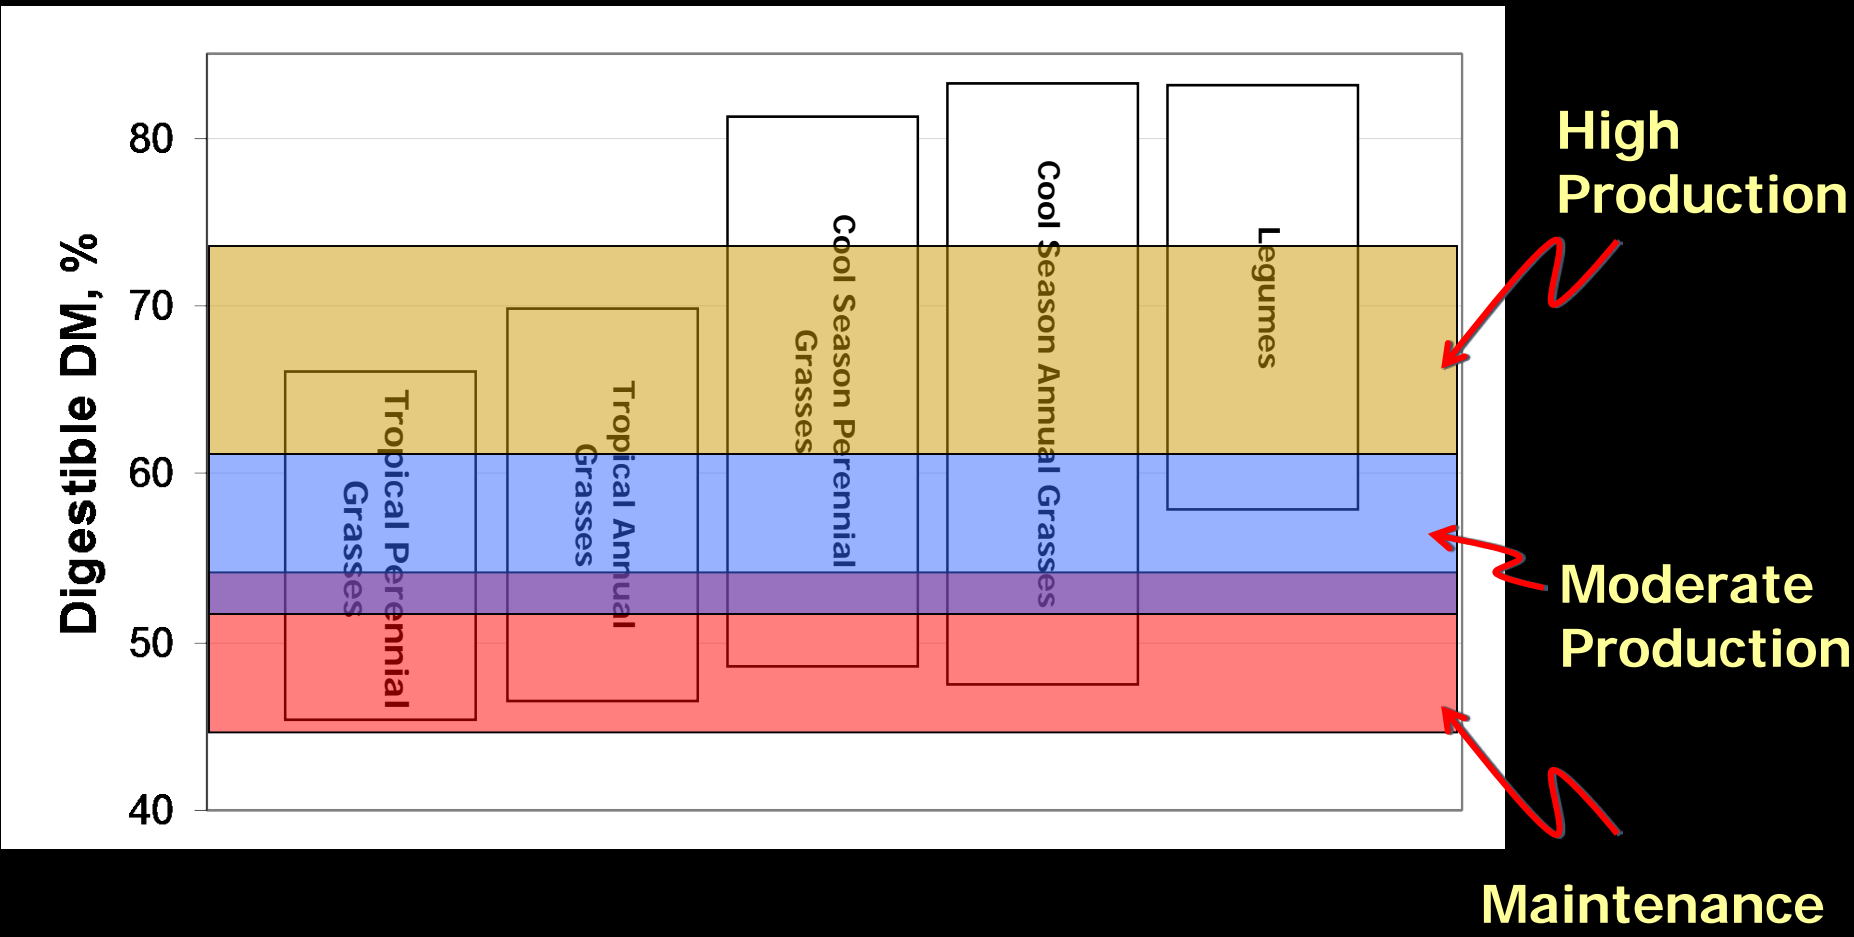 Digestible DM, %
80
70
60
50
40
Tropical Perennial
Grasses
Tropical Annual
Grasses
Cool Season Perennial
Grasses
Cool Season Annual Grasses
Legumes
High
Production
Moderate
Production
Maintenance